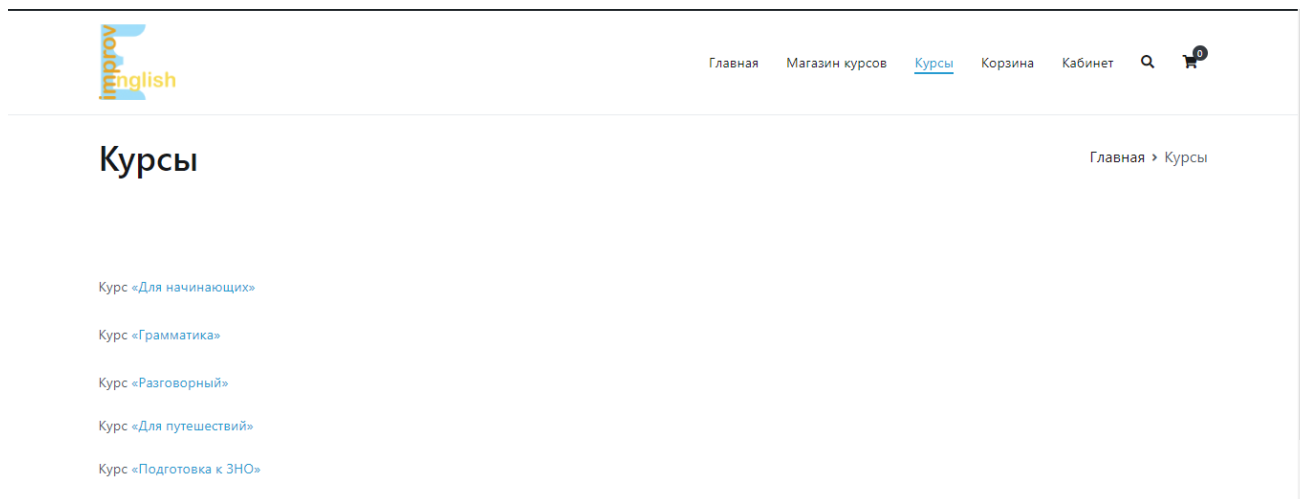 improv
English
Главная Магазин курсов Курсы Корзина Кабинет 0
Курсы
Главная > Курсы
Курс «Для начинающих»
Курс «Грамматика»
Курс «Разговорный»
Курс «Для путешествий»
Курс «Подготовка к ЗНО»